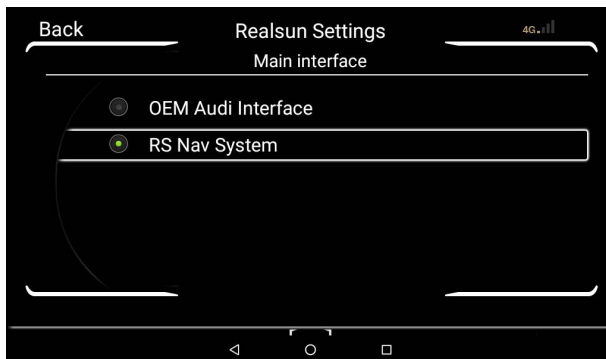 Back
Realsun Settings
4G
Main interface
OEM Audi Interface
RS Nav System